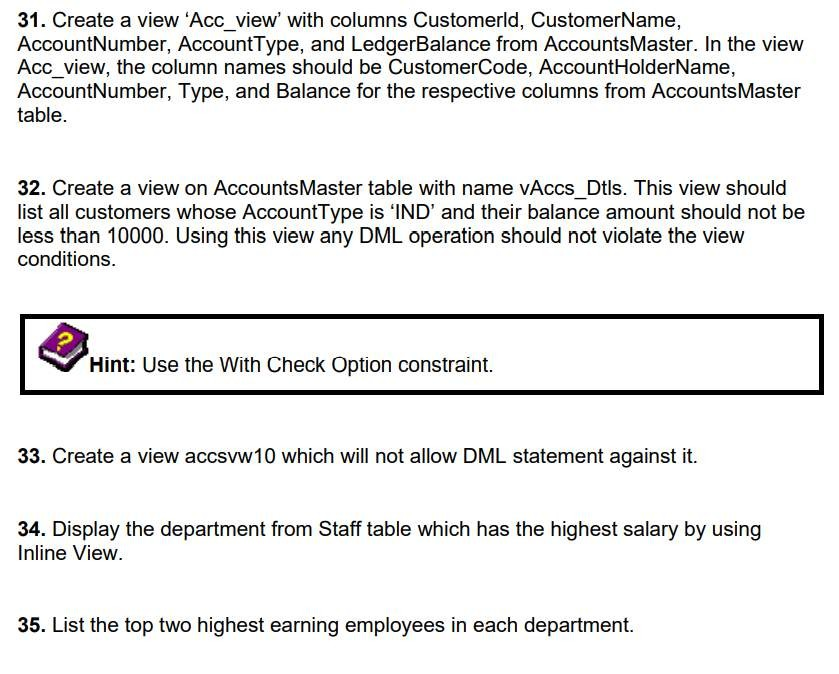 31. Create a view ‘Acc_view’ with columns CustomerId, CustomerName,
AccountNumber, AccountType, and LedgerBalance from AccountsMaster. In the view
Acc_view, the column names should be CustomerCode, AccountHolderName,
AccountNumber, Type, and Balance for the respective columns from AccountsMaster
table.
32. Create a view on AccountsMaster table with name vAccs_Dtls. This view should
list all customers whose AccountType is ‘IND’ and their balance amount should not be
less than 10000. Using this view any DML operation should not violate the view
conditions.
?
Hint: Use the With Check Option constraint.
33. Create a view accsvw10 which will not allow DML statement against it.
34. Display the department from Staff table which has the highest salary by using
Inline View.
35. List the top two highest earning employees in each department.